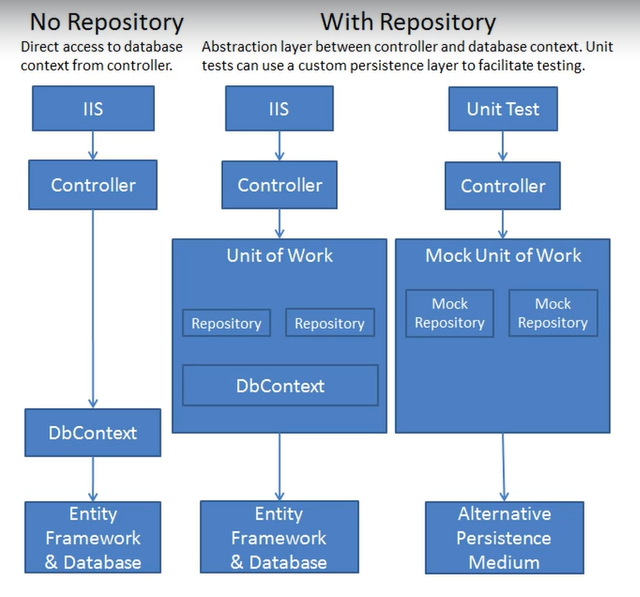 No Repository
Direct access to database
context from controller.
With Repository
Abstraction layer between controller and database context. Unit
tests can use a custom persistence layer to facilitate testing.
IIS
Controller
DbContext
Entity
Framework
& Database
IIS
Controller
Unit of Work
Repository
Repository
DbContext
Entity
Framework
& Database
Unit Test
Controller
Mock Unit of Work
Mock
Repository
Mock
Repository
Alternative
Persistence
Medium